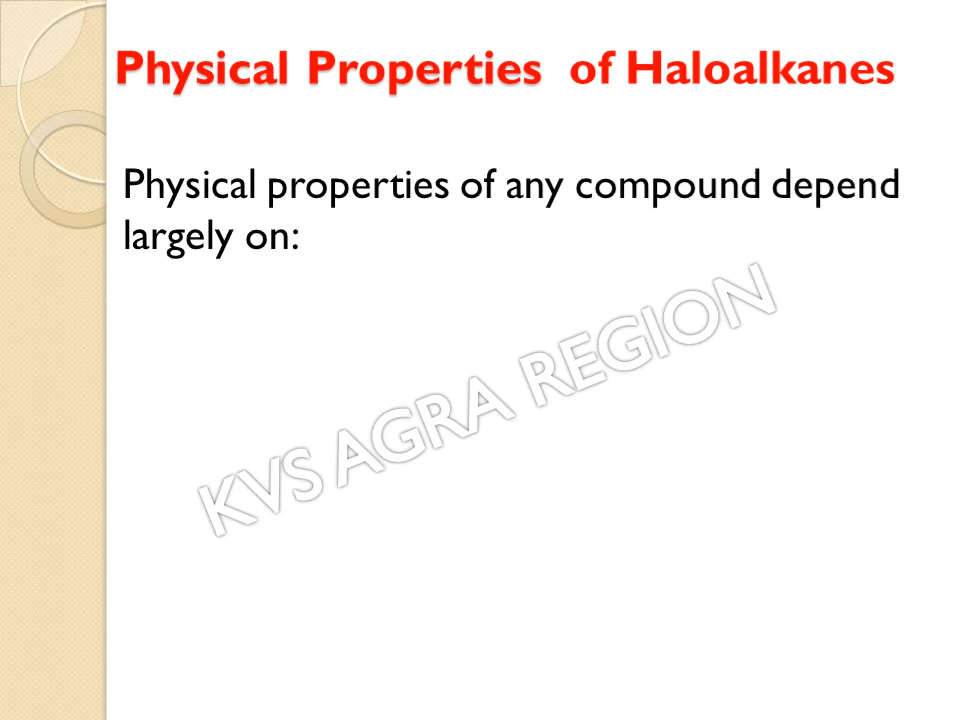 Physical Properties of Haloalkanes
Physical properties of any compound depend
largely on:
KVS AGRA REGION